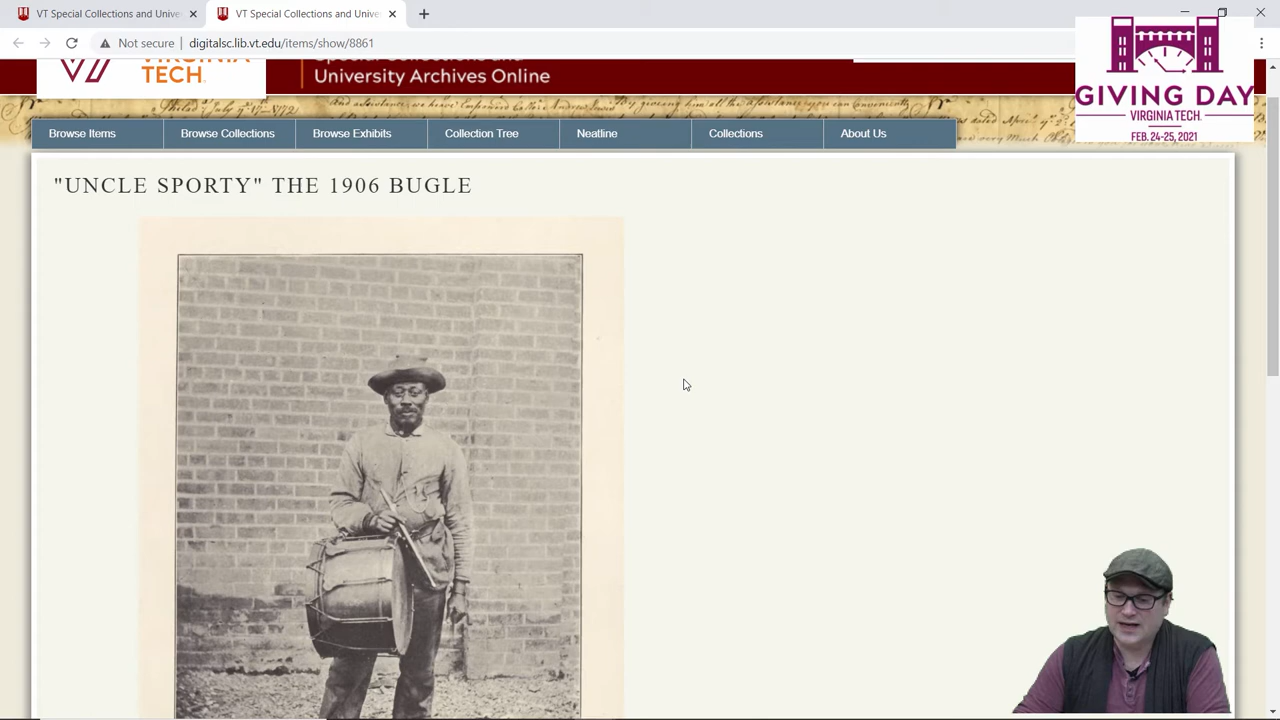 VT Special Collections and Unive
VT Special Collections and Unive
Not secure
digitalsc.lib.vt.edu/items/show/8861
TECH
University Archives Online
GIVING DAY
VIRGINIA TECH.
FEB. 24-25, 2021
Browse Items
Browse Collections
Browse Exhibits
Collection Tree
Neatline
Collections
About Us
"UNCLE SPORTY" THE 1906 BUGLE